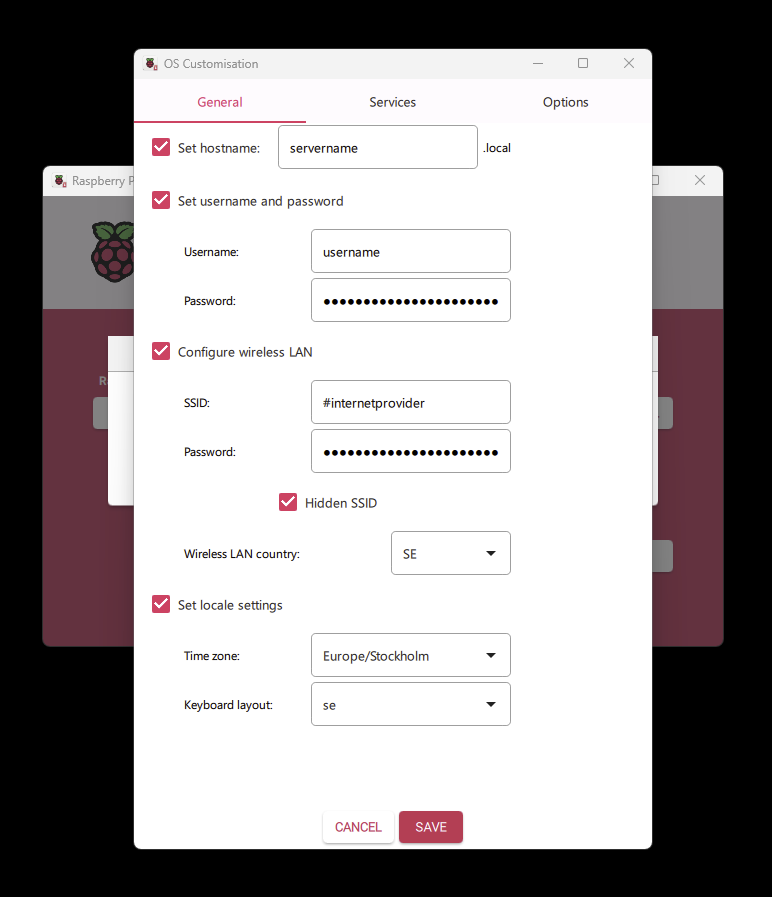 OS Customisation
General Services Options
Set hostname: servername .local
Raspberry P
Set username and password
Username: username
Password: ••••••••••••••••••••••
Configure wireless LAN
SSID: #internetprovider
Password: ••••••••••••••••••••••
Hidden SSID
Wireless LAN country: SE
Set locale settings
Time zone: Europe/Stockholm
Keyboard layout: se
CANCEL SAVE